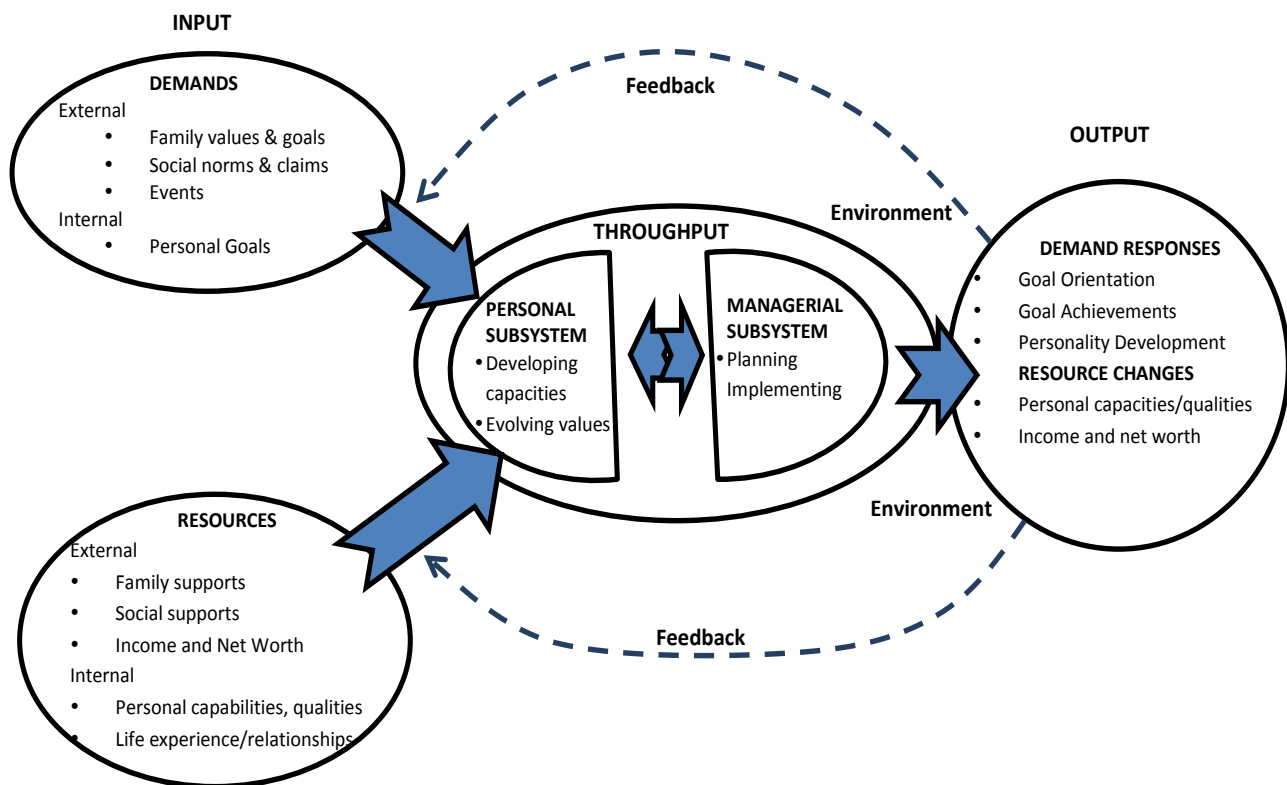 INPUT
DEMANDS
External
• Family values & goals
• Social norms & claims
• Events
Internal
• Personal Goals
RESOURCES
External
• Family supports
• Social supports
• Income and Net Worth
Internal
• Personal capabilities, qualities
• Life experience/relationships
Feedback
Environment
THROUGHPUT
PERSONAL
SUBSYSTEM
• Developing
capacities
• Evolving values
MANAGERIAL
SUBSYSTEM
• Planning
Implementing
Environment
Feedback
OUTPUT
DEMAND RESPONSES
• Goal Orientation
• Goal Achievements
• Personality Development
RESOURCE CHANGES
• Personal capacities/qualities
• Income and net worth